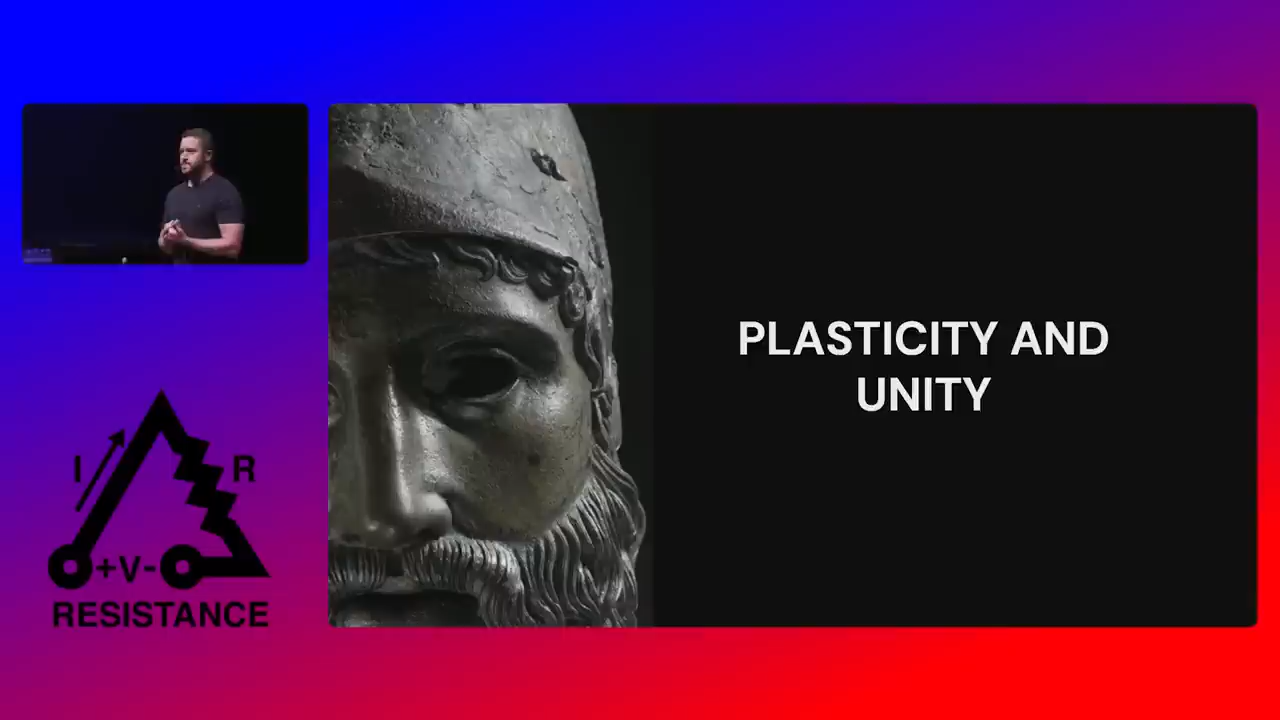 PLASTICITY AND
UNITY
I
R
+V-
RESISTANCE